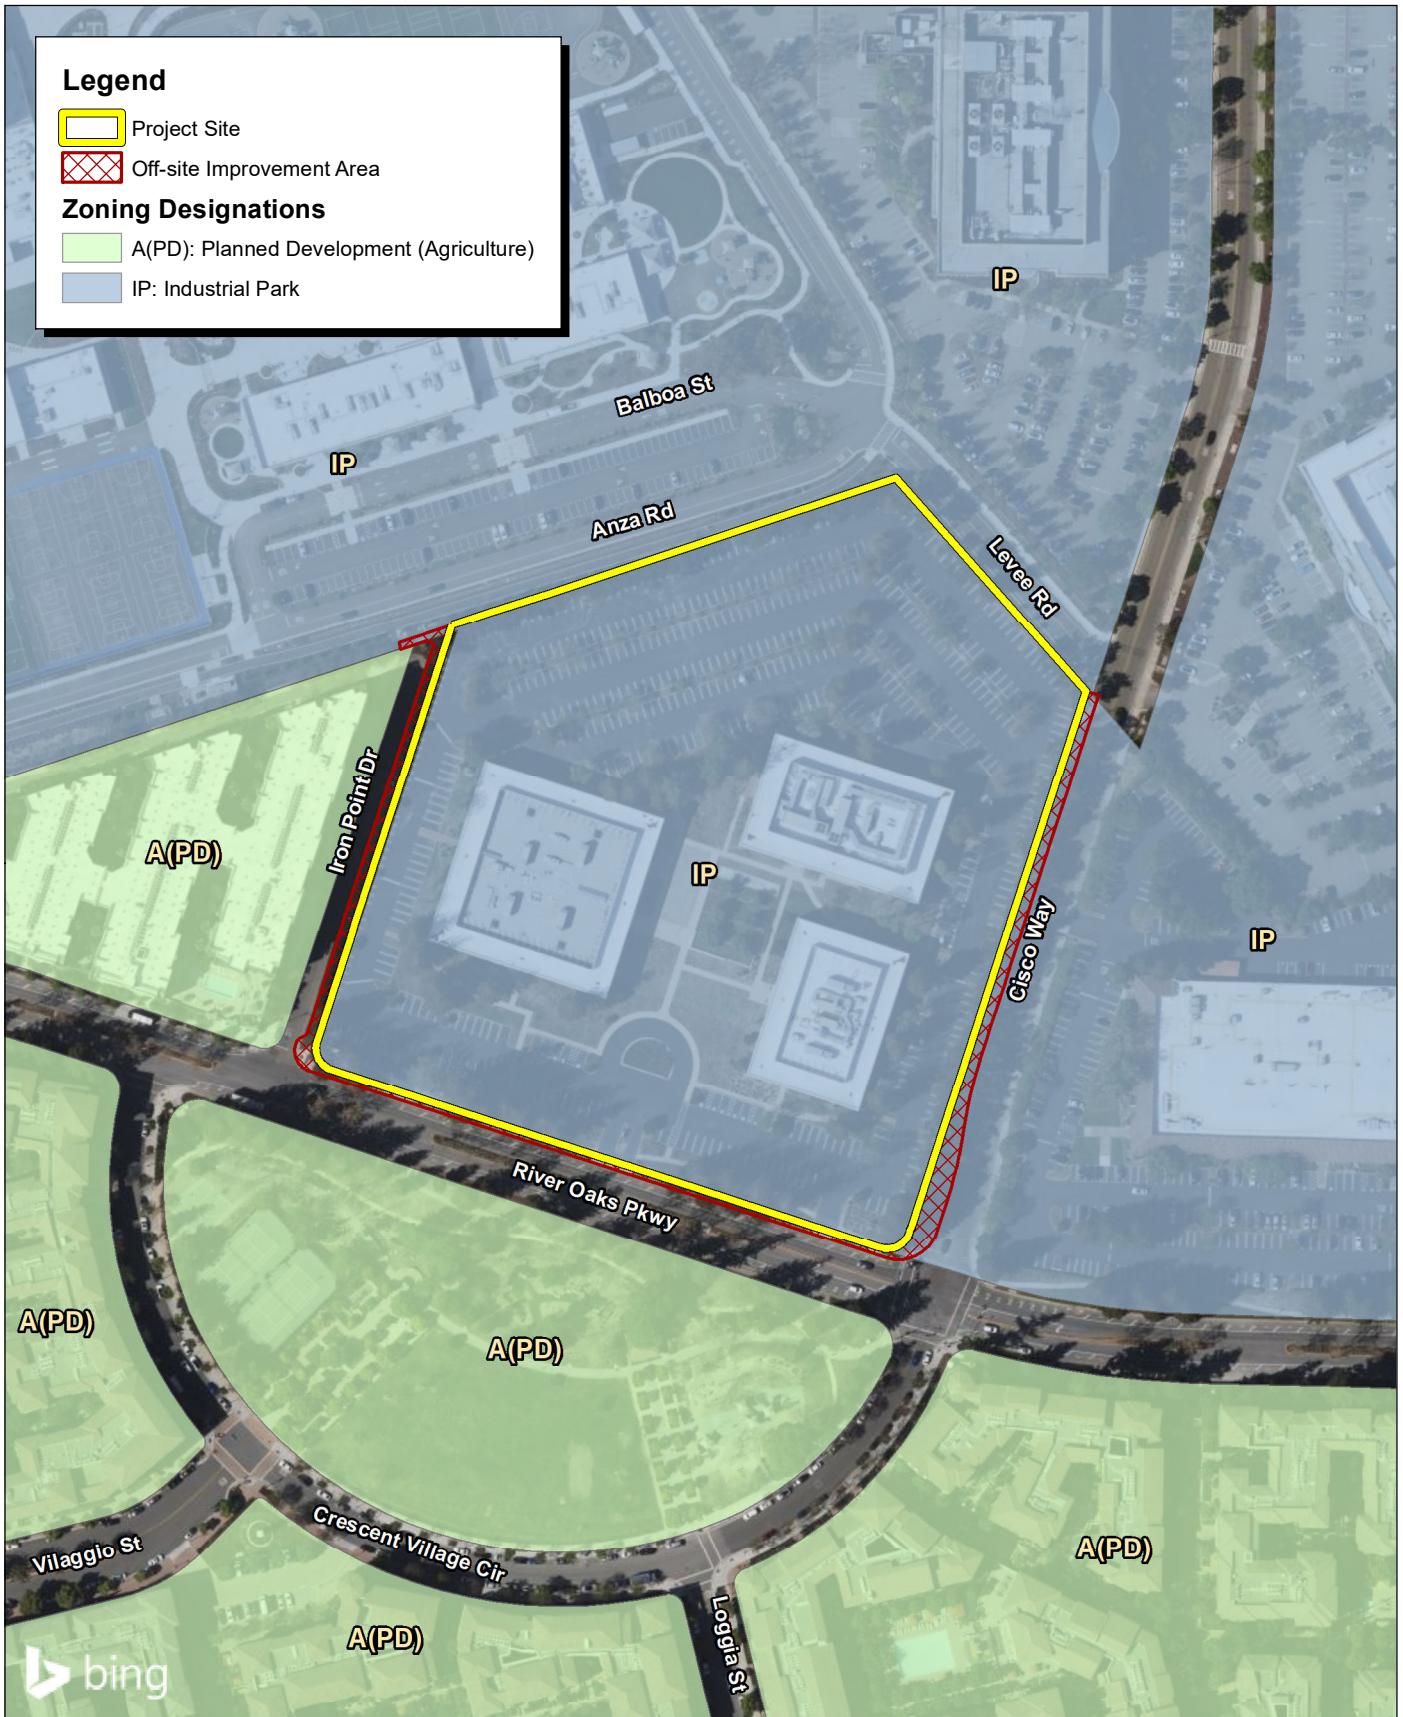 Legend
Project Site
Off-site Improvement Area
Zoning Designations
A(PD): Planned Development (Agriculture)
IP: Industrial Park
IP
Balboa St
IP
Anza Rd
Levee Rd
Iron Point Dr
A(PD)
IP
Cisco Way
IP
River Oaks Pkwy
A(PD)
A(PD)
Crescent Village Cir
Vilaggio St
A(PD)
Loggia St
A(PD)
bing